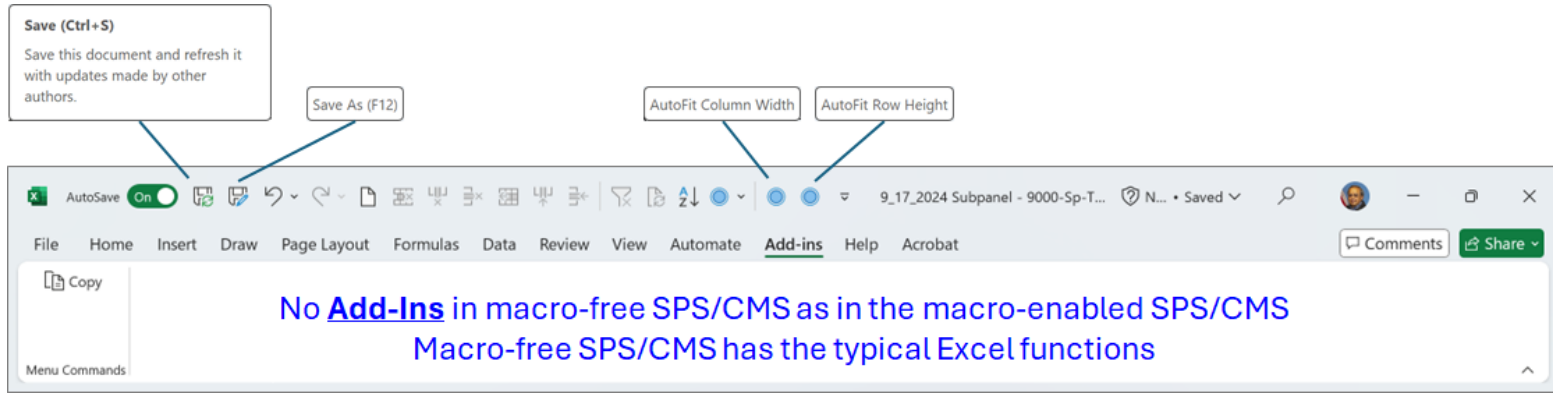 Save (Ctrl+S)
Save this document and refresh it
with updates made by other
authors.
Save As (F12)
AutoFit Column Width
AutoFit Row Height
AutoSave On
9_17_2024 Subpanel - 9000-Sp-T... N... • Saved
File Home Insert Draw Page Layout Formulas Data Review View Automate Add-ins Help Acrobat Comments Share
Copy
No Add-Ins in macro-free SPS/CMS as in the macro-enabled SPS/CMS
Macro-free SPS/CMS has the typical Excel functions
Menu Commands